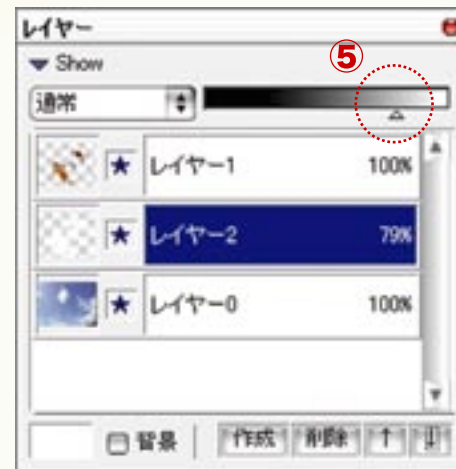 レイヤー
Show
⑤
通常
レイヤー1 100%
レイヤー2 79%
レイヤー0 100%
背景 作成 削除 ↑ ↓